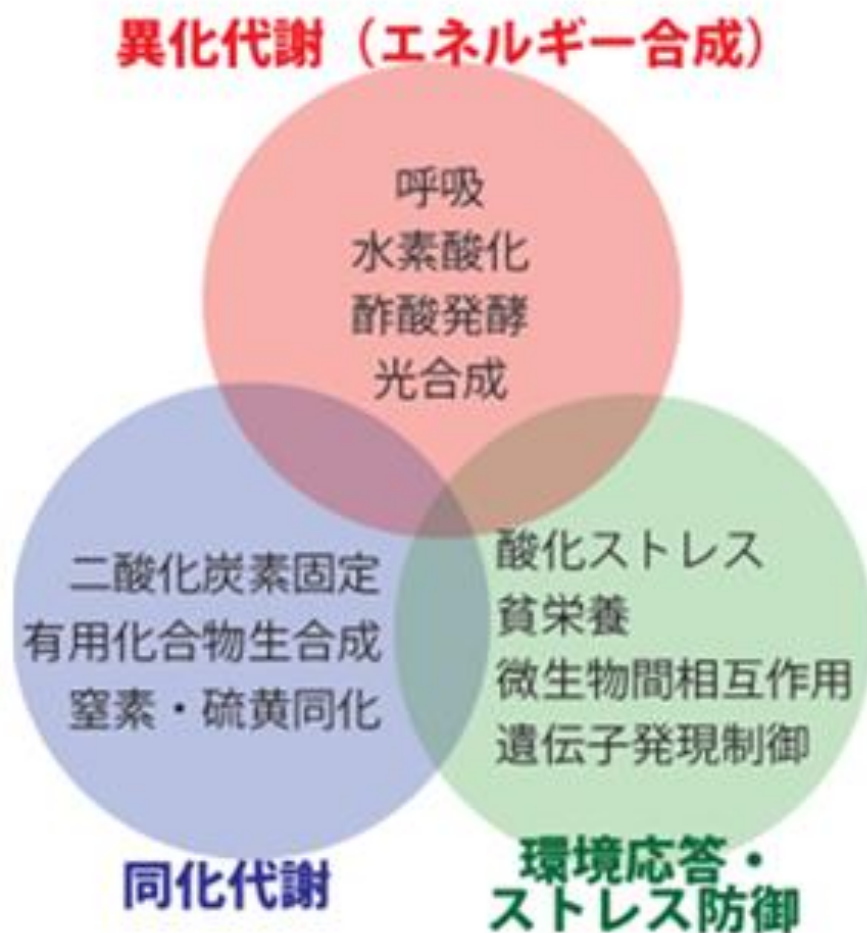 異化代謝（エネルギー合成）
呼吸
水素酸化
酢酸発酵
光合成
二酸化炭素固定
有用化合物生合成
窒素・硫黄同化
酸化ストレス
貧栄養
微生物間相互作用
遺伝子発現制御
同化代謝
環境応答・
ストレス防御